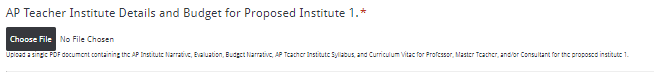 AP Teacher Institute Details and Budget for Proposed Institute 1.*
Choose File No File Chosen
Upload a single PDF document containing the AP Institute Narrative, Evaluation, Budget Narrative, AP Teacher Institute Syllabus, and Curriculum Vitae for Professor, Master Teacher, and/or Consultant for the proposed institute 1.